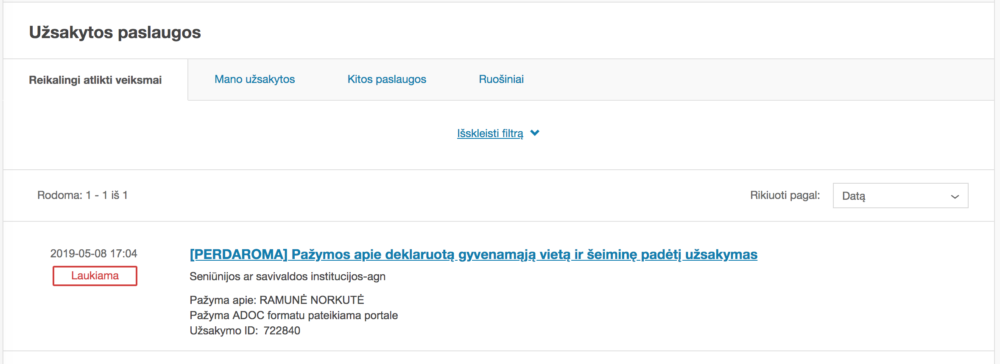 Užsakytos paslaugos
Reikalingi atlikti veiksmai
Mano užsakytos
Kitos paslaugos
Ruošiniai
Išskleisti filtrą
Rodoma: 1 - 1 iš 1
Rikiuoti pagal:
Datą
2019-05-08 17:04
Laukiama
[PERDAROMA] Pažymos apie deklaruotą gyvenamąją vietą ir šeiminę padėtį užsakymas
Seniūnijos ar savivaldos institucijos-agn
Pažyma apie: RAMUNĖ NORKUTĖ
Pažyma ADOC formatu pateikiama portale
Užsakymo ID: 722840